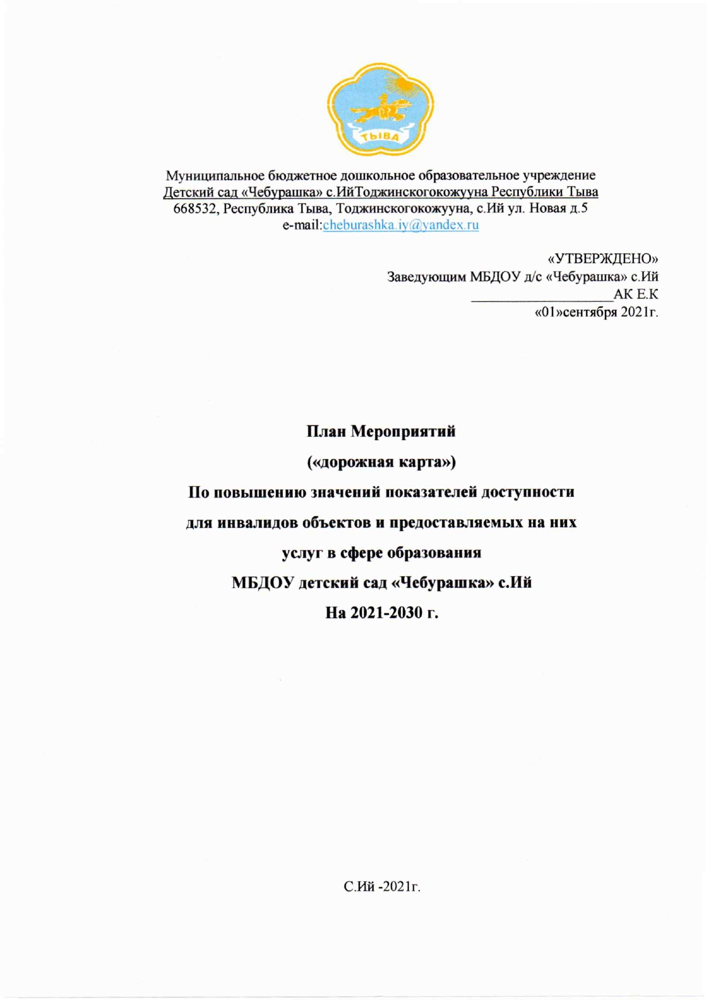 ТЫВА
Муниципальное бюджетное дошкольное образовательное учреждение
Детский сад «Чебурашка» с.ИйТоджинскогокожууна Республики Тыва
668532, Республика Тыва, Тоджинскогокожууна, с.Ий ул. Новая д.5
e-mail:cheburashka.iy@yandex.ru
«УТВЕРЖДЕНО»
Заведующим МБДОУ д/с «Чебурашка» с.Ий
___________________АК Е.К
«01»сентября 2021г.
План Мероприятий
(«дорожная карта»)
По повышению значений показателей доступности
для инвалидов объектов и предоставляемых на них
услуг в сфере образования
МБДОУ детский сад «Чебурашка» с.Ий
На 2021-2030 г.
С.Ий -2021г.